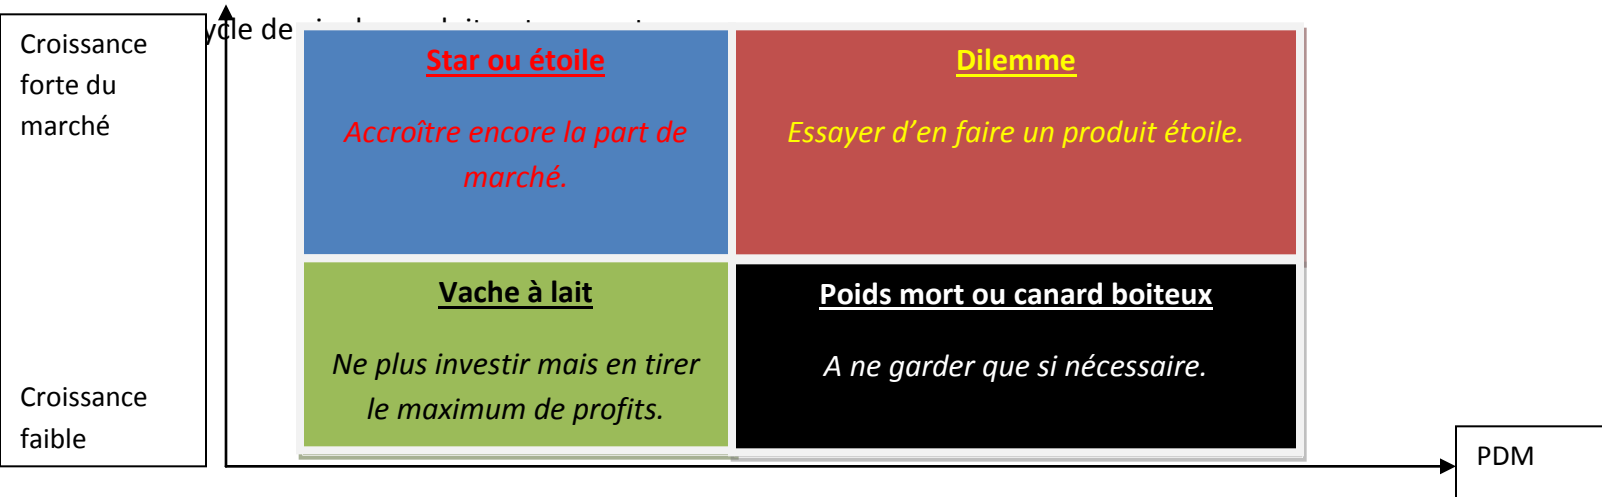 Croissance
forte du
marché
Croissance
faible
cycle de
Star ou étoile
Accroître encore la part de
marché.
Dilemme
Essayer d’en faire un produit étoile.
Vache à lait
Ne plus investir mais en tirer
le maximum de profits.
Poids mort ou canard boiteux
A ne garder que si nécessaire.
PDM